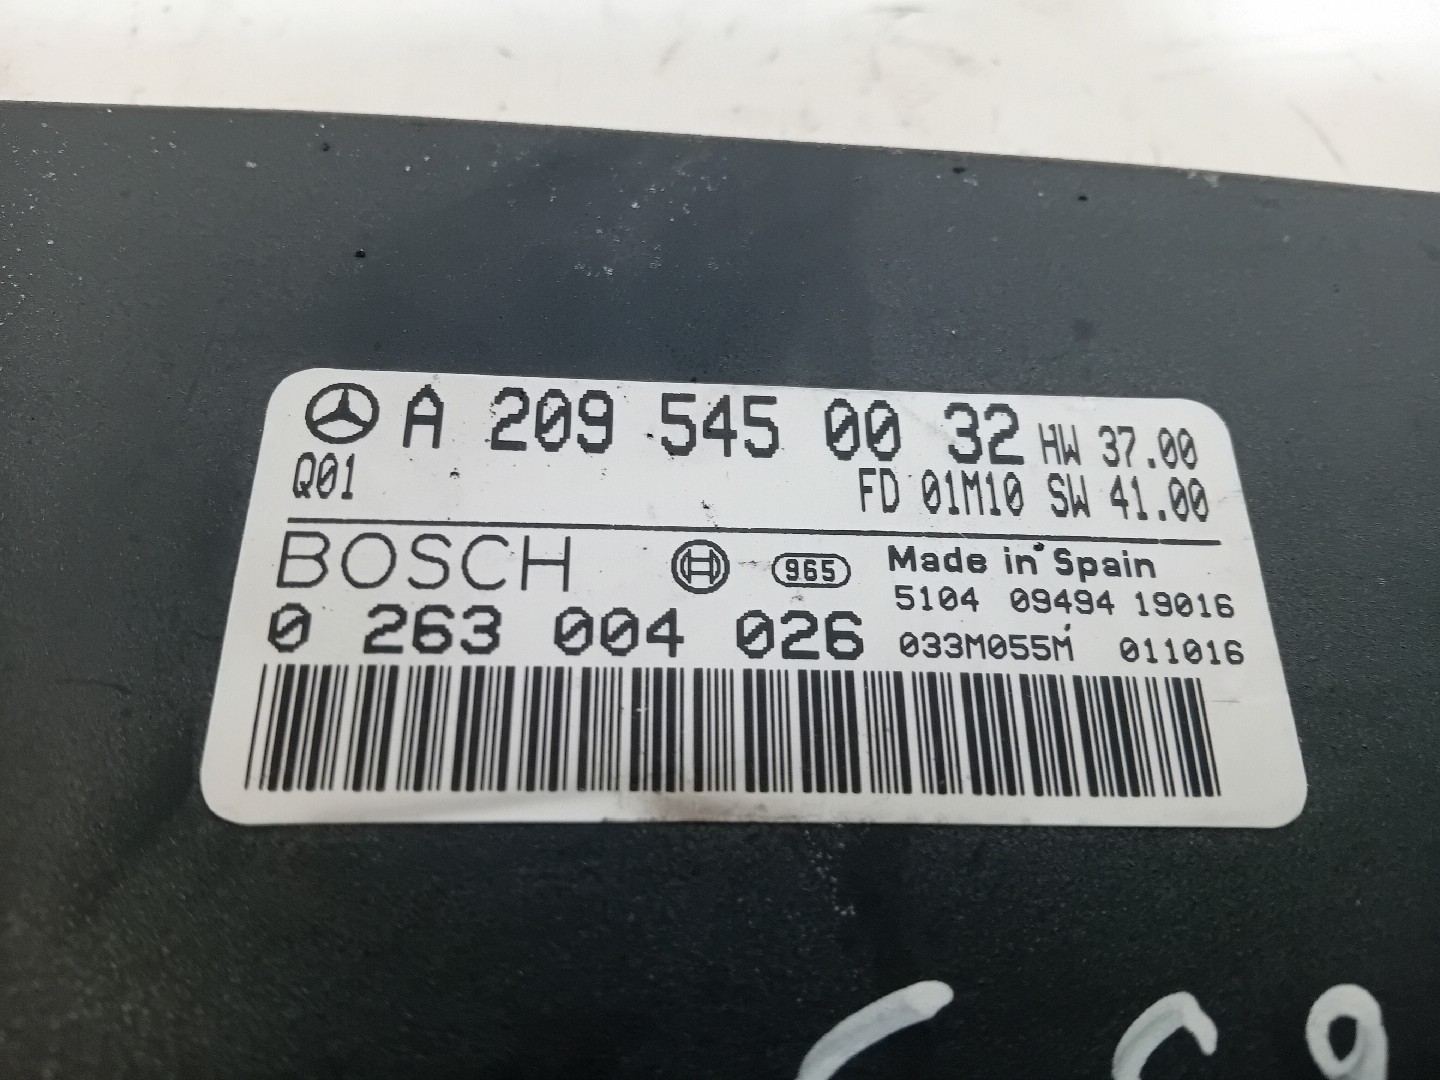 A 209 545 00 32 HW 37.00
Q01 FD 01M10 SW 41.00
BOSCH 965 Made in Spain
5104 09494 19016
0 263 004 026 033M055M 011016